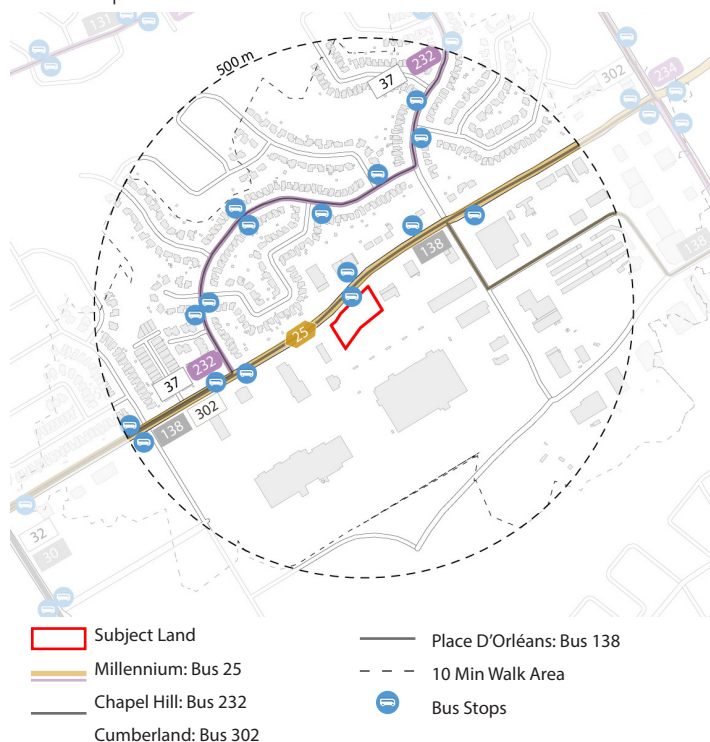 131
500 m
232
37
302
234
138
138
25
232
37
302
138
32
30
Subject Land
Millennium: Bus 25
Chapel Hill: Bus 232
Cumberland: Bus 302
Place D'Orléans: Bus 138
10 Min Walk Area
Bus Stops